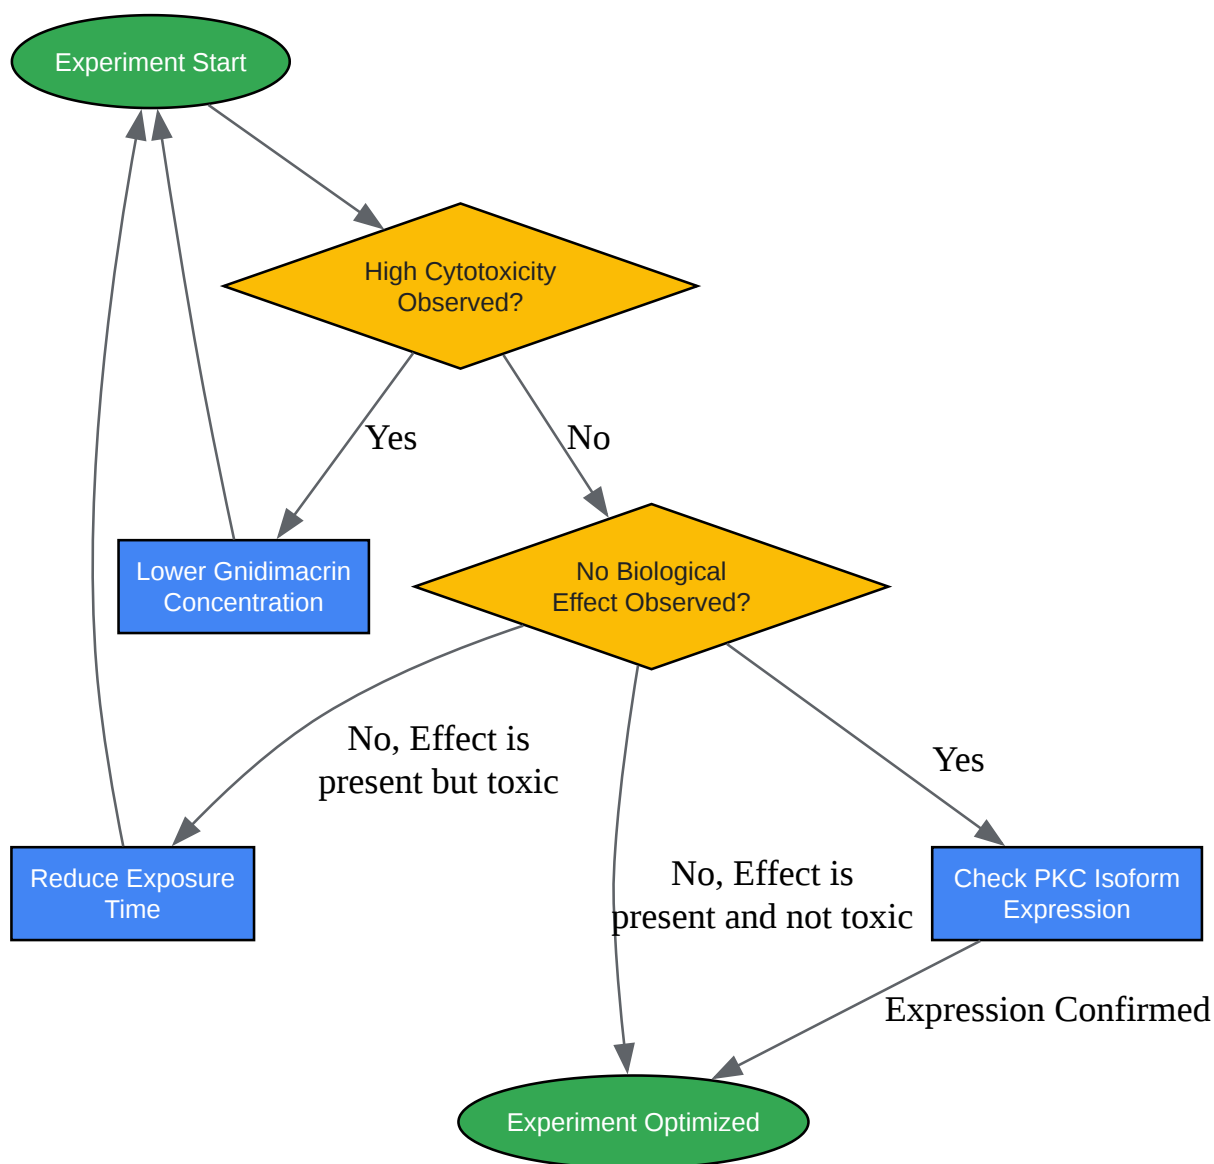 Experiment Start
High Cytotoxicity
Observed?
Yes
No
Lower Gnidimacrin
Concentration
No Biological
Effect Observed?
No, Effect is
present but toxic
Yes
Reduce Exposure
Time
No, Effect is
present and not toxic
Check PKC Isoform
Expression
Expression Confirmed
Experiment Optimized